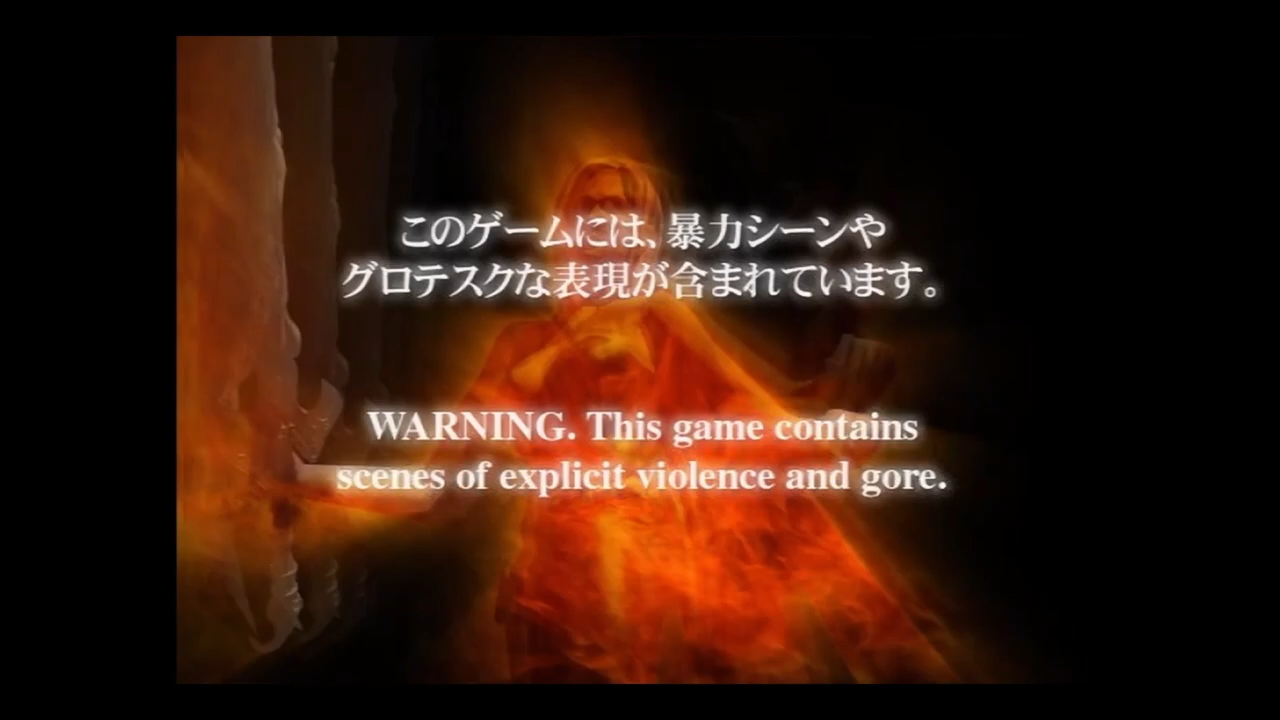 このゲームには、暴力シーンや
グロテスクな表現が含まれています。
WARNING. This game contains
scenes of explicit violence and gore.